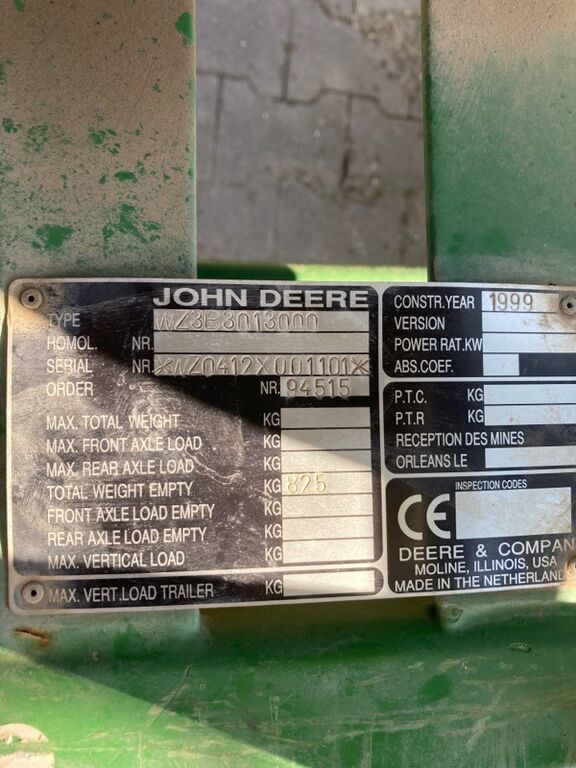 JOHN DEERE
TYPE WZ3B3013000
HOMOL. NR.
SERIAL NR. *WZ0412X001101*
ORDER NR. 94515
MAX. TOTAL WEIGHT KG
MAX. FRONT AXLE LOAD KG
MAX. REAR AXLE LOAD KG
TOTAL WEIGHT EMPTY KG 825
FRONT AXLE LOAD EMPTY KG
REAR AXLE LOAD EMPTY KG
MAX. VERTICAL LOAD KG
MAX. VERT.LOAD TRAILER KG
CONSTR.YEAR 1999
VERSION
POWER RAT.KW
ABS.COEF.
P.T.C. KG
P.T.R KG
RECEPTION DES MINES
ORLEANS LE
INSPECTION CODES
CE
DEERE & COMPAN
MOLINE, ILLINOIS, USA
MADE IN THE NETHERLAND